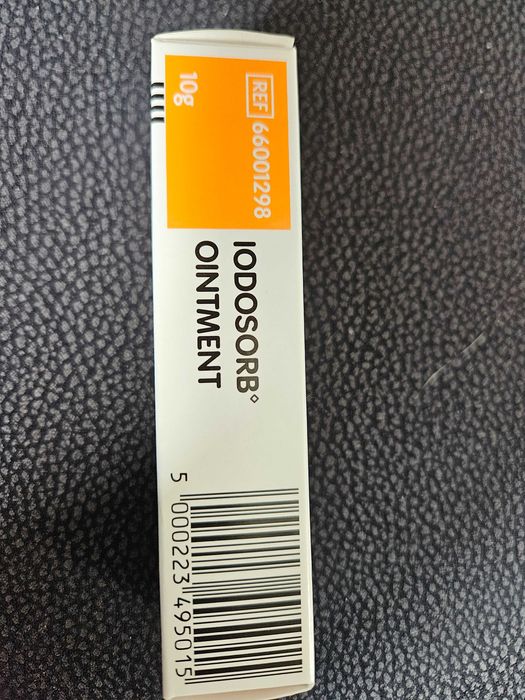 REF 66001298
10g
IODOSORB◊
OINTMENT
5 000223 495015